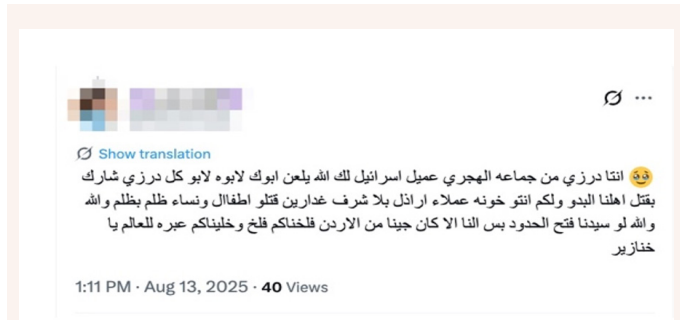 Show translation
🥹 انتا درزي من جماعه الهجري عميل اسرائيل لك الله يلعن ابوك لابوه لابو كل درزي شارك
بقتل اهلنا البدو ولكم انتو خونه عملاء اراذل بلا شرف غدارين قتلو اطفاال ونساء ظلم بظلم والله
والله لو سيدنا فتح الحدود بس النا الا كان جينا من الاردن فلخناكم فلخ وخليناكم عبره للعالم يا
خنازير
1:11 PM · Aug 13, 2025 · 40 Views